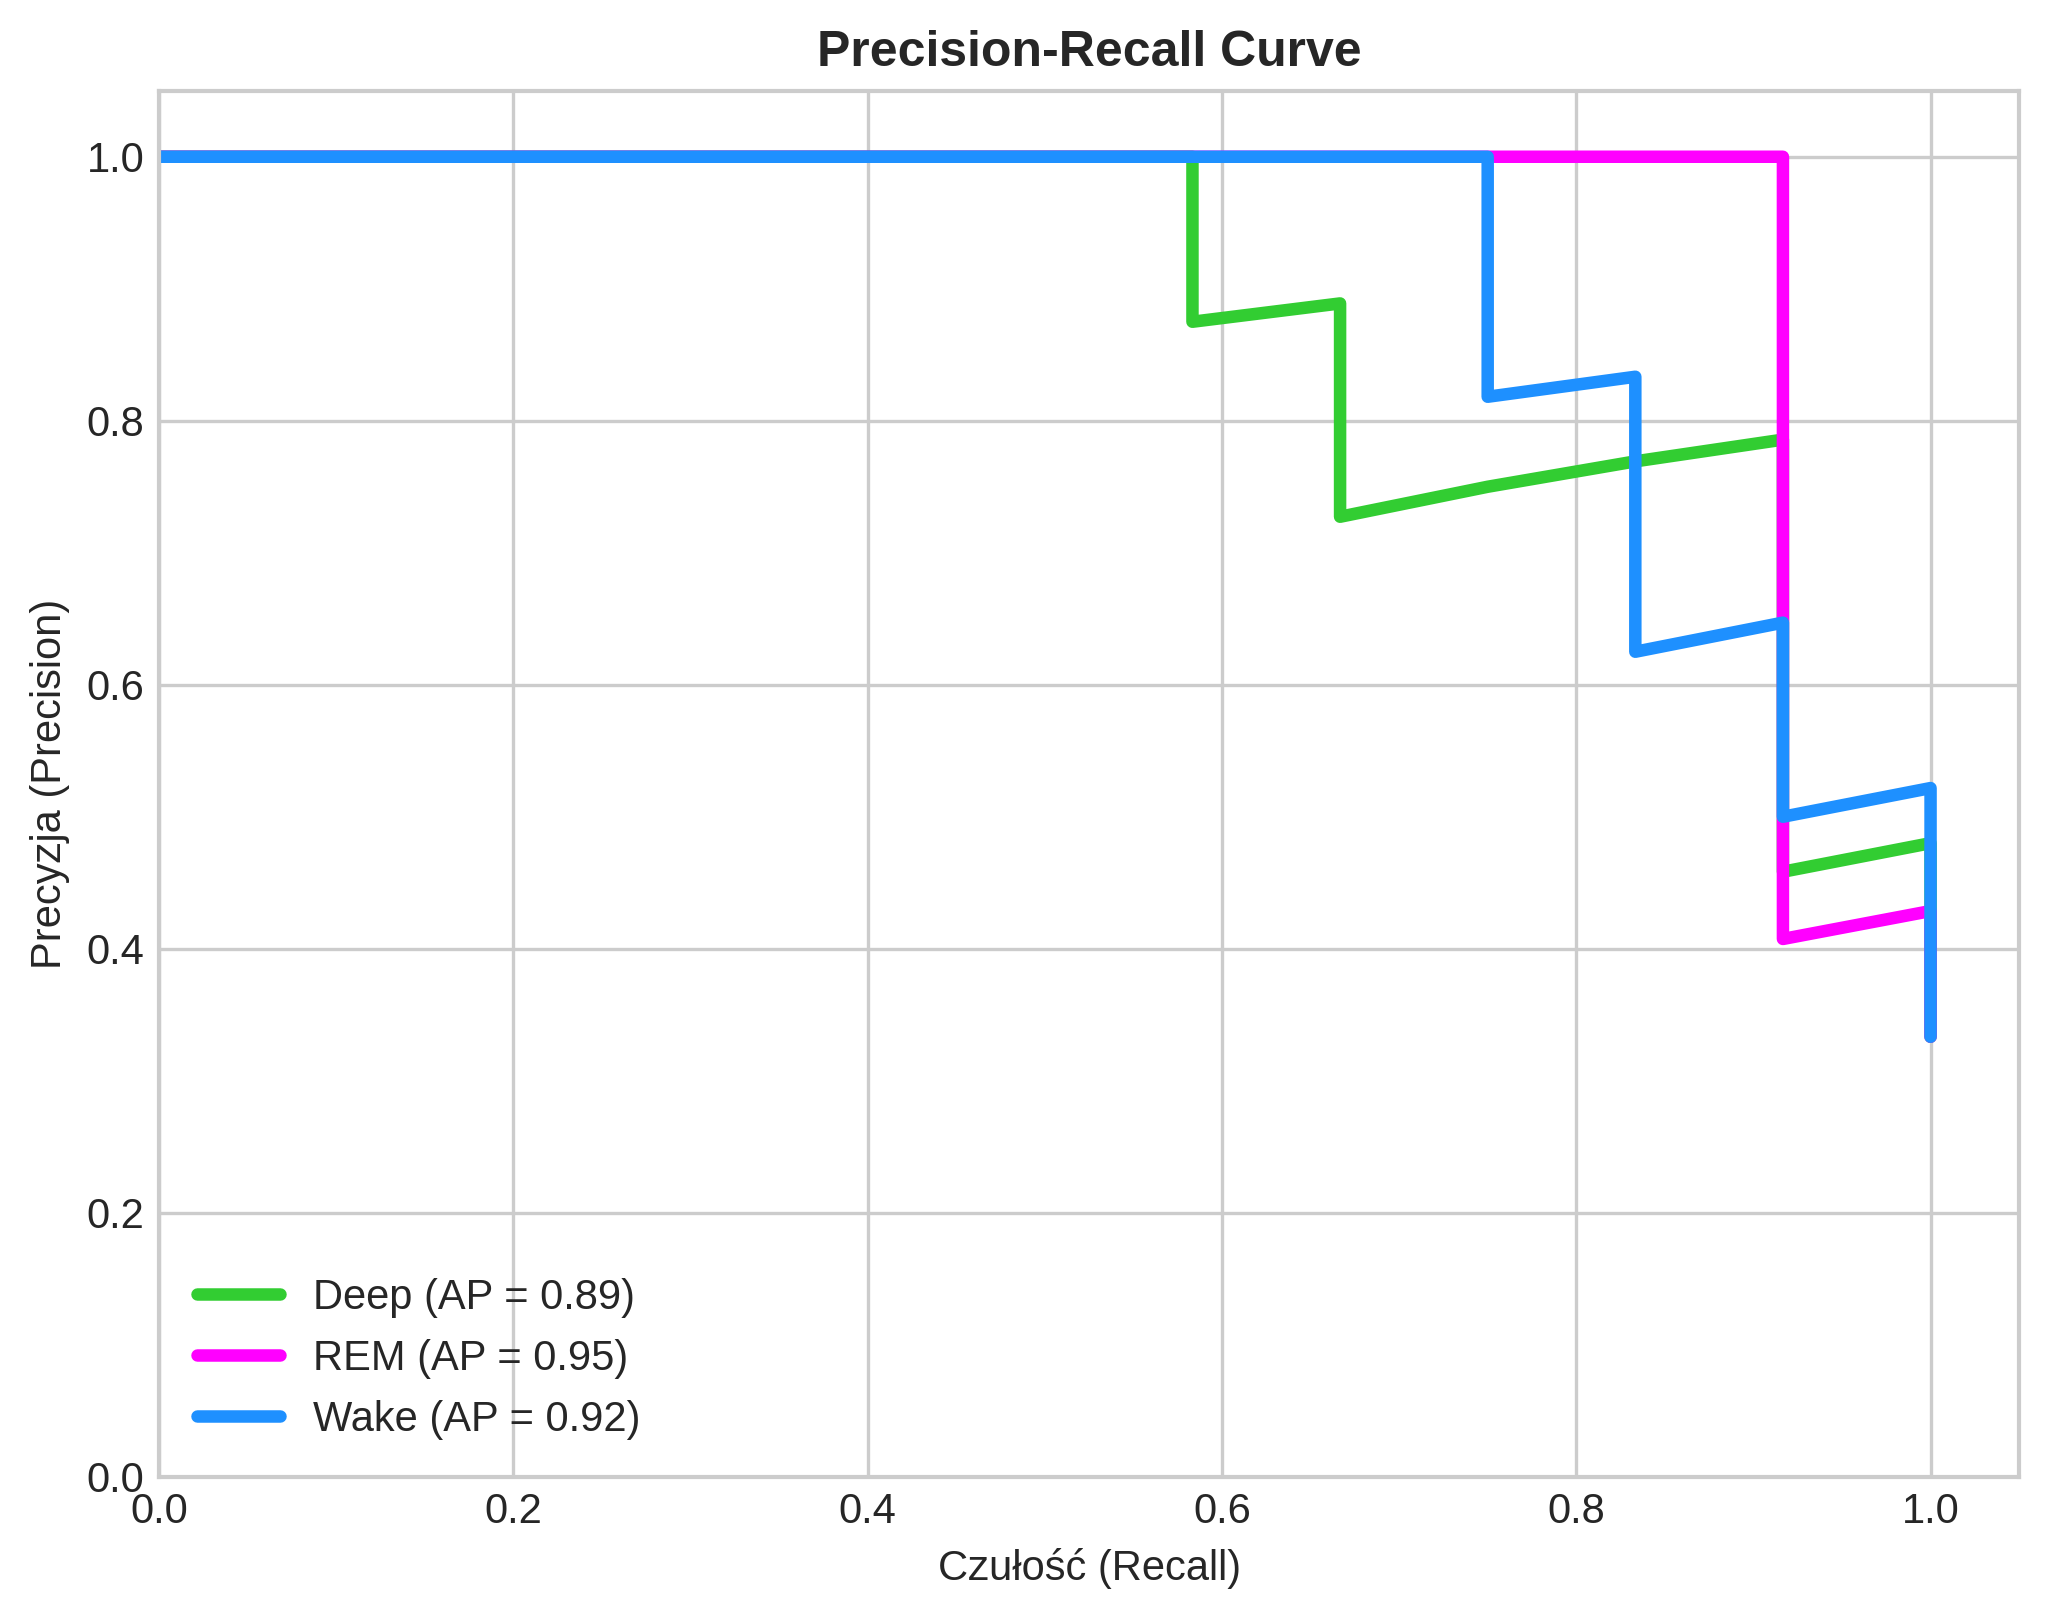 Precision-Recall Curve
Precyzja (Precision)
1.0
0.8
0.6
0.4
0.2
0.0
Deep (AP = 0.89)
REM (AP = 0.95)
Wake (AP = 0.92)
0.0 0.2 0.4 0.6 0.8 1.0
Czułość (Recall)